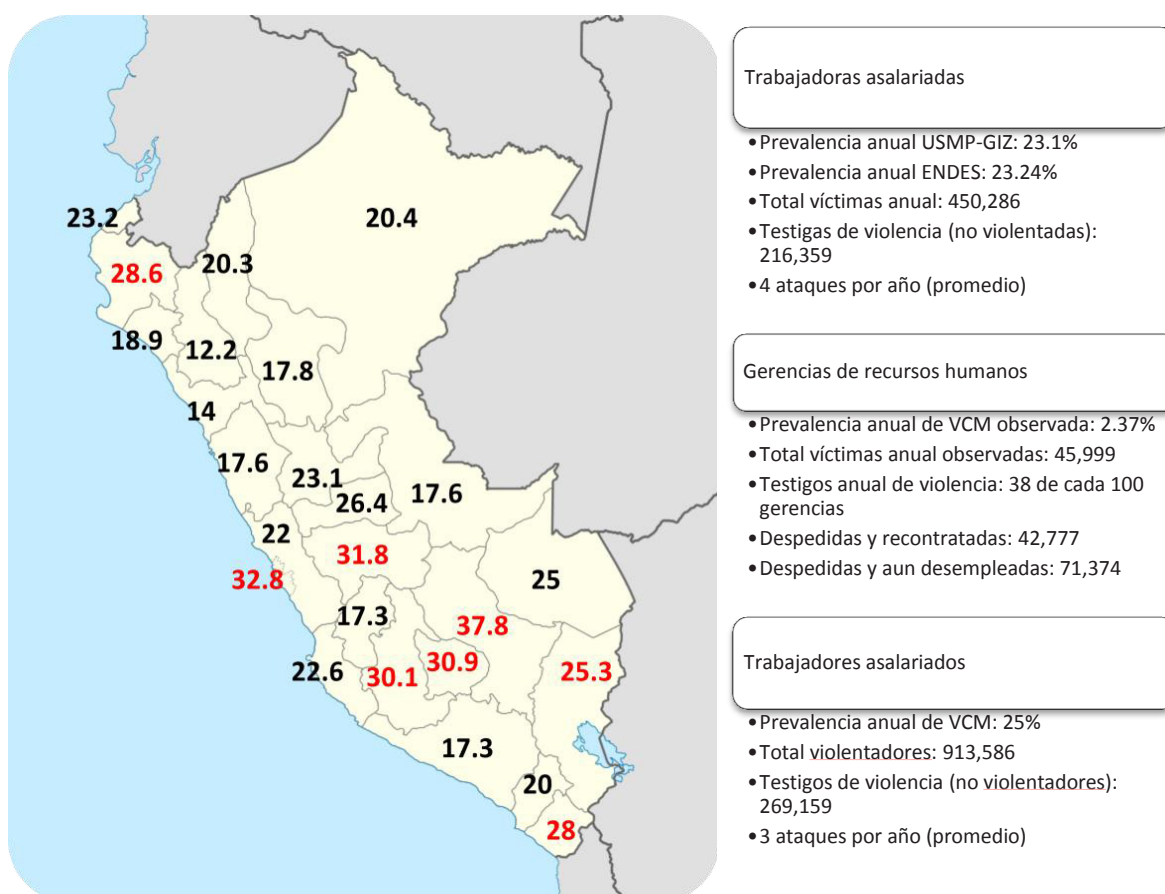 23.2
20.4
20.3
28.6
18.9
12.2
17.8
14
17.6
23.1
26.4
17.6
22
31.8
32.8
25
17.3
37.8
22.6
30.1
30.9
25.3
17.3
20
28
Trabajadoras asalariadas
•Prevalencia anual USMP-GIZ: 23.1%
•Prevalencia anual ENDES: 23.24%
•Total víctimas anual: 450,286
•Testigas de violencia (no violentadas):
216,359
•4 ataques por año (promedio)
Gerencias de recursos humanos
•Prevalencia anual de VCM observada: 2.37%
•Total víctimas anual observadas: 45,999
•Testigos anual de violencia: 38 de cada 100
gerencias
•Despedidas y recontratadas: 42,777
•Despedidas y aun desempleadas: 71,374
Trabajadores asalariados
•Prevalencia anual de VCM: 25%
•Total violentadores: 913,586
•Testigos de violencia (no violentadores):
269,159
•3 ataques por año (promedio)